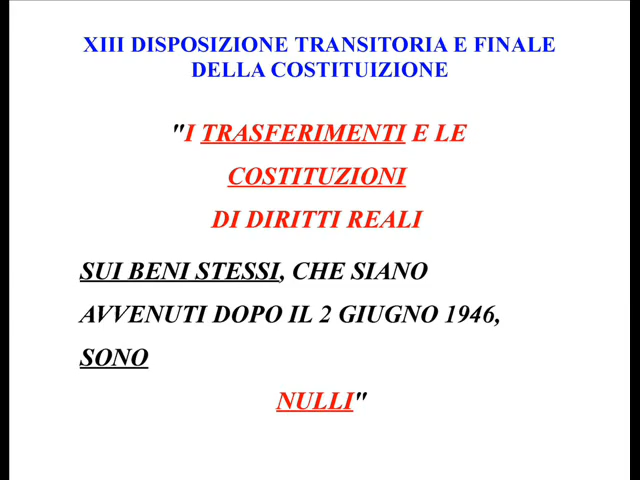 XIII DISPOSIZIONE TRANSITORIA E FINALE
DELLA COSTITUIZIONE
"I TRASFERIMENTI E LE
COSTITUZIONI
DI DIRITTI REALI
SUI BENI STESSI, CHE SIANO
AVVENUTI DOPO IL 2 GIUGNO 1946,
SONO
NULLI"